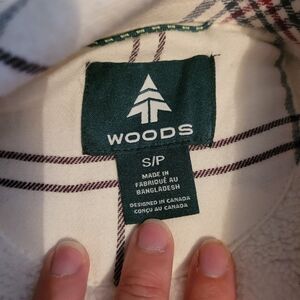 WOODS
S/P
MADE IN
FABRIQUÉ AU
BANGLADESH
DESIGNED IN CANADA
CONÇU AU CANADA